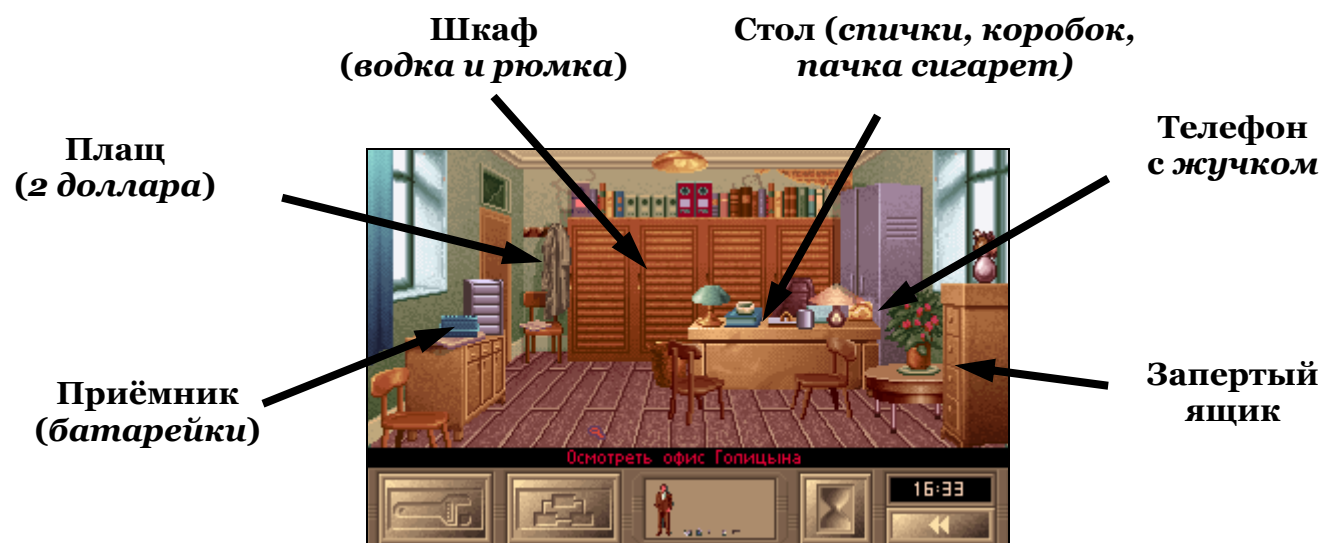 Шкаф
(водка и рюмка)
Стол (спички, коробок,
пачка сигарет)
Плащ
(2 доллара)
Телефон
с жучком
Приёмник
(батарейки)
Запертый
ящик
Осмотреть офис Голицына
16:33